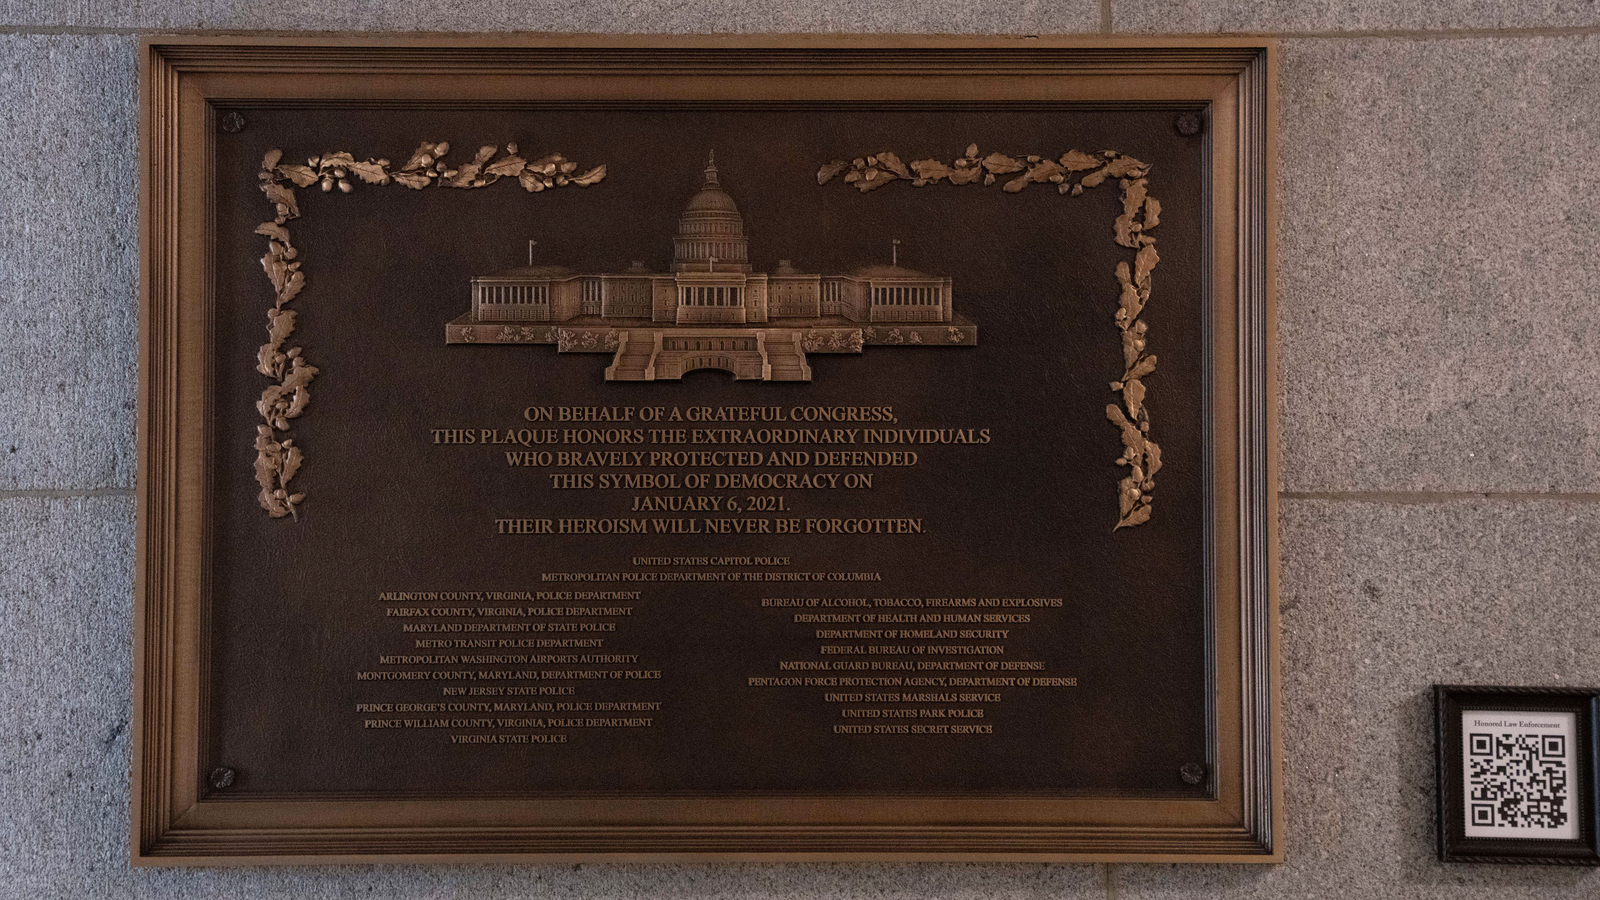 ON BEHALF OF A GRATEFUL CONGRESS,
THIS PLAQUE HONORS THE EXTRAORDINARY INDIVIDUALS
WHO BRAVELY PROTECTED AND DEFENDED
THIS SYMBOL OF DEMOCRACY ON
JANUARY 6, 2021.
THEIR HEROISM WILL NEVER BE FORGOTTEN.
UNITED STATES CAPITOL POLICE
METROPOLITAN POLICE DEPARTMENT OF THE DISTRICT OF COLUMBIA
ARLINGTON COUNTY, VIRGINIA, POLICE DEPARTMENT
FAIRFAX COUNTY, VIRGINIA, POLICE DEPARTMENT
MARYLAND DEPARTMENT OF STATE POLICE
METRO TRANSIT POLICE DEPARTMENT
METROPOLITAN WASHINGTON AIRPORTS AUTHORITY
MONTGOMERY COUNTY, MARYLAND, DEPARTMENT OF POLICE
NEW JERSEY STATE POLICE
PRINCE GEORGE'S COUNTY, MARYLAND, POLICE DEPARTMENT
PRINCE WILLIAM COUNTY, VIRGINIA, POLICE DEPARTMENT
VIRGINIA STATE POLICE
BUREAU OF ALCOHOL, TOBACCO, FIREARMS AND EXPLOSIVES
DEPARTMENT OF HEALTH AND HUMAN SERVICES
DEPARTMENT OF HOMELAND SECURITY
FEDERAL BUREAU OF INVESTIGATION
NATIONAL GUARD BUREAU, DEPARTMENT OF DEFENSE
PENTAGON FORCE PROTECTION AGENCY, DEPARTMENT OF DEFENSE
UNITED STATES MARSHALS SERVICE
UNITED STATES PARK POLICE
UNITED STATES SECRET SERVICE
Honored Law Enforcement